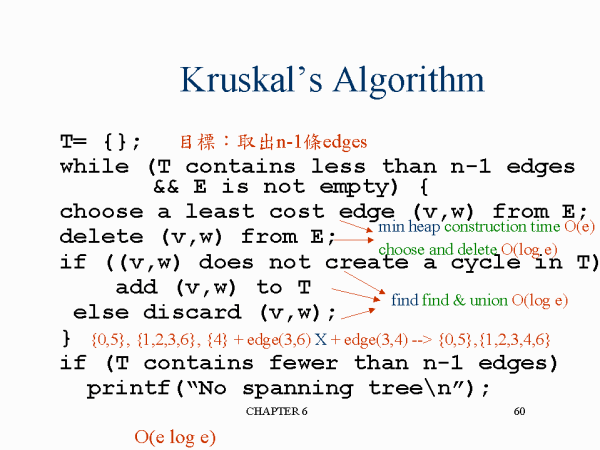 Kruskal’s Algorithm
T= {}; 目標：取出n-1條edges
while (T contains less than n-1 edges
&& E is not empty) {
choose a least cost edge (v,w) from E;
min heap construction time O(e)
delete (v,w) from E;
choose and delete O(log e)
if ((v,w) does not create a cycle in T)
add (v,w) to T
find find & union O(log e)
else discard (v,w);
} {0,5}, {1,2,3,6}, {4} + edge(3,6) X + edge(3,4) --> {0,5},{1,2,3,4,6}
if (T contains fewer than n-1 edges)
printf(“No spanning tree\n”);
CHAPTER 6 60
O(e log e)